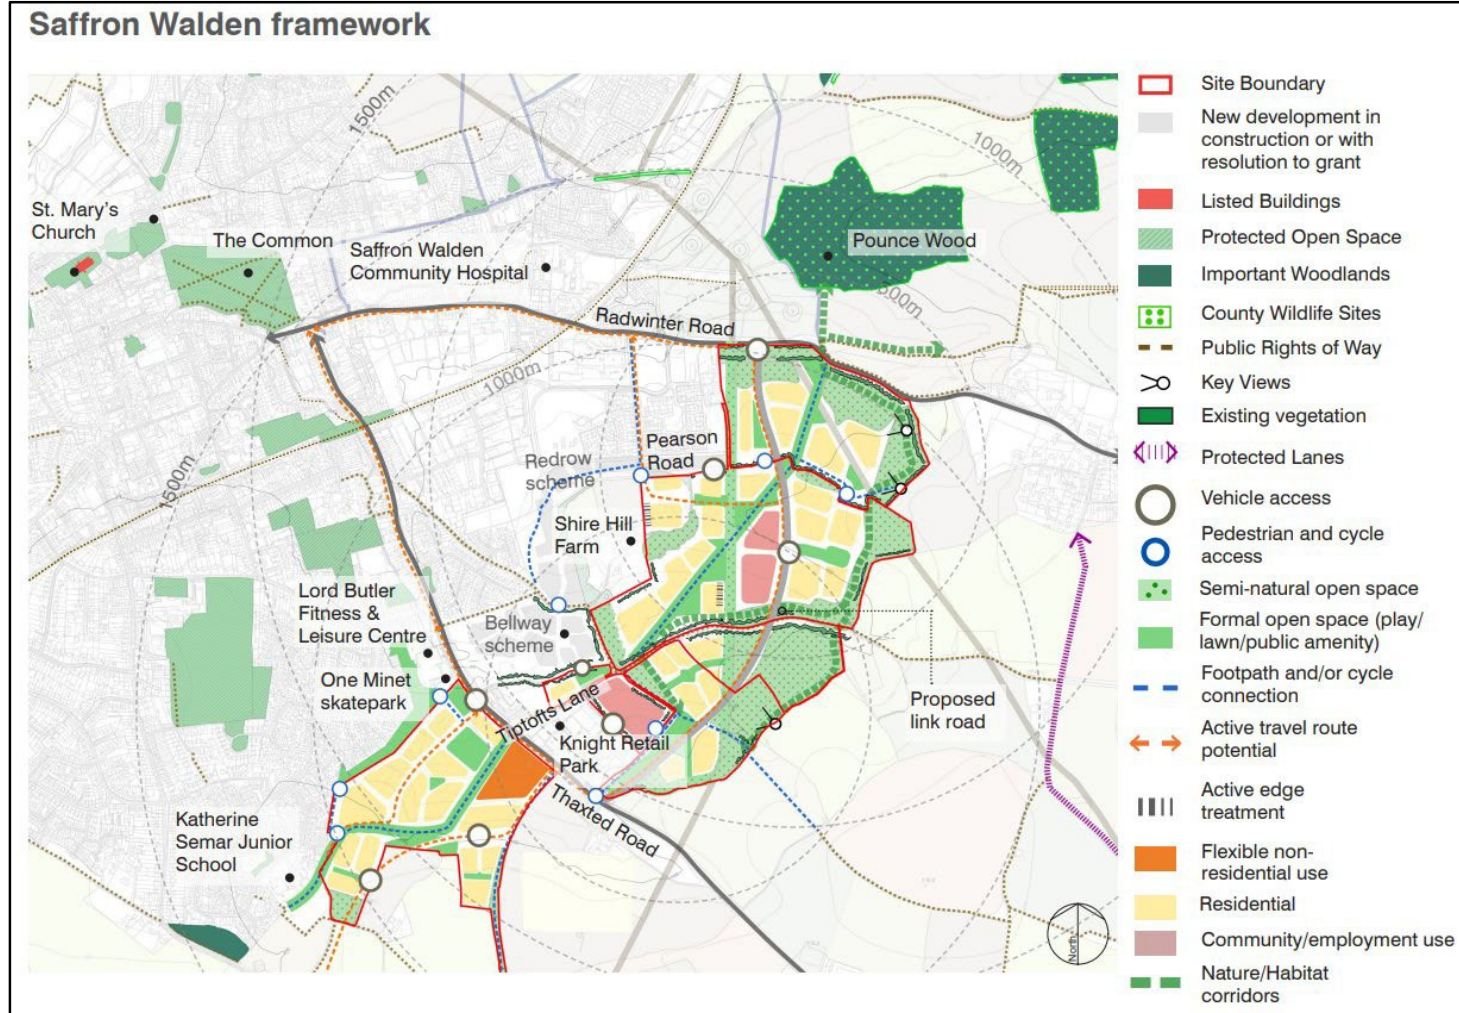 Saffron Walden framework
1500m
1000m
St. Mary's
Church
The Common
Saffron Walden
Community Hospital
Pounce Wood
500m
Radwinter Road
1000m
Pearson
Road
Redrow
scheme
1500m
Shire Hill
Farm
Lord Butler
Fitness &
Leisure Centre
Bellway
scheme
One Minet
skatepark
Tiptofts Lane
Proposed
link road
Knight Retail
Park
Thaxted Road
Katherine
Semar Junior
School
North
Site Boundary
New development in
construction or with
resolution to grant
Listed Buildings
Protected Open Space
Important Woodlands
County Wildlife Sites
Public Rights of Way
Key Views
Existing vegetation
Protected Lanes
Vehicle access
Pedestrian and cycle
access
Semi-natural open space
Formal open space (play/
lawn/public amenity)
Footpath and/or cycle
connection
Active travel route
potential
Active edge
treatment
Flexible non-
residential use
Residential
Community/employment use
Nature/Habitat
corridors